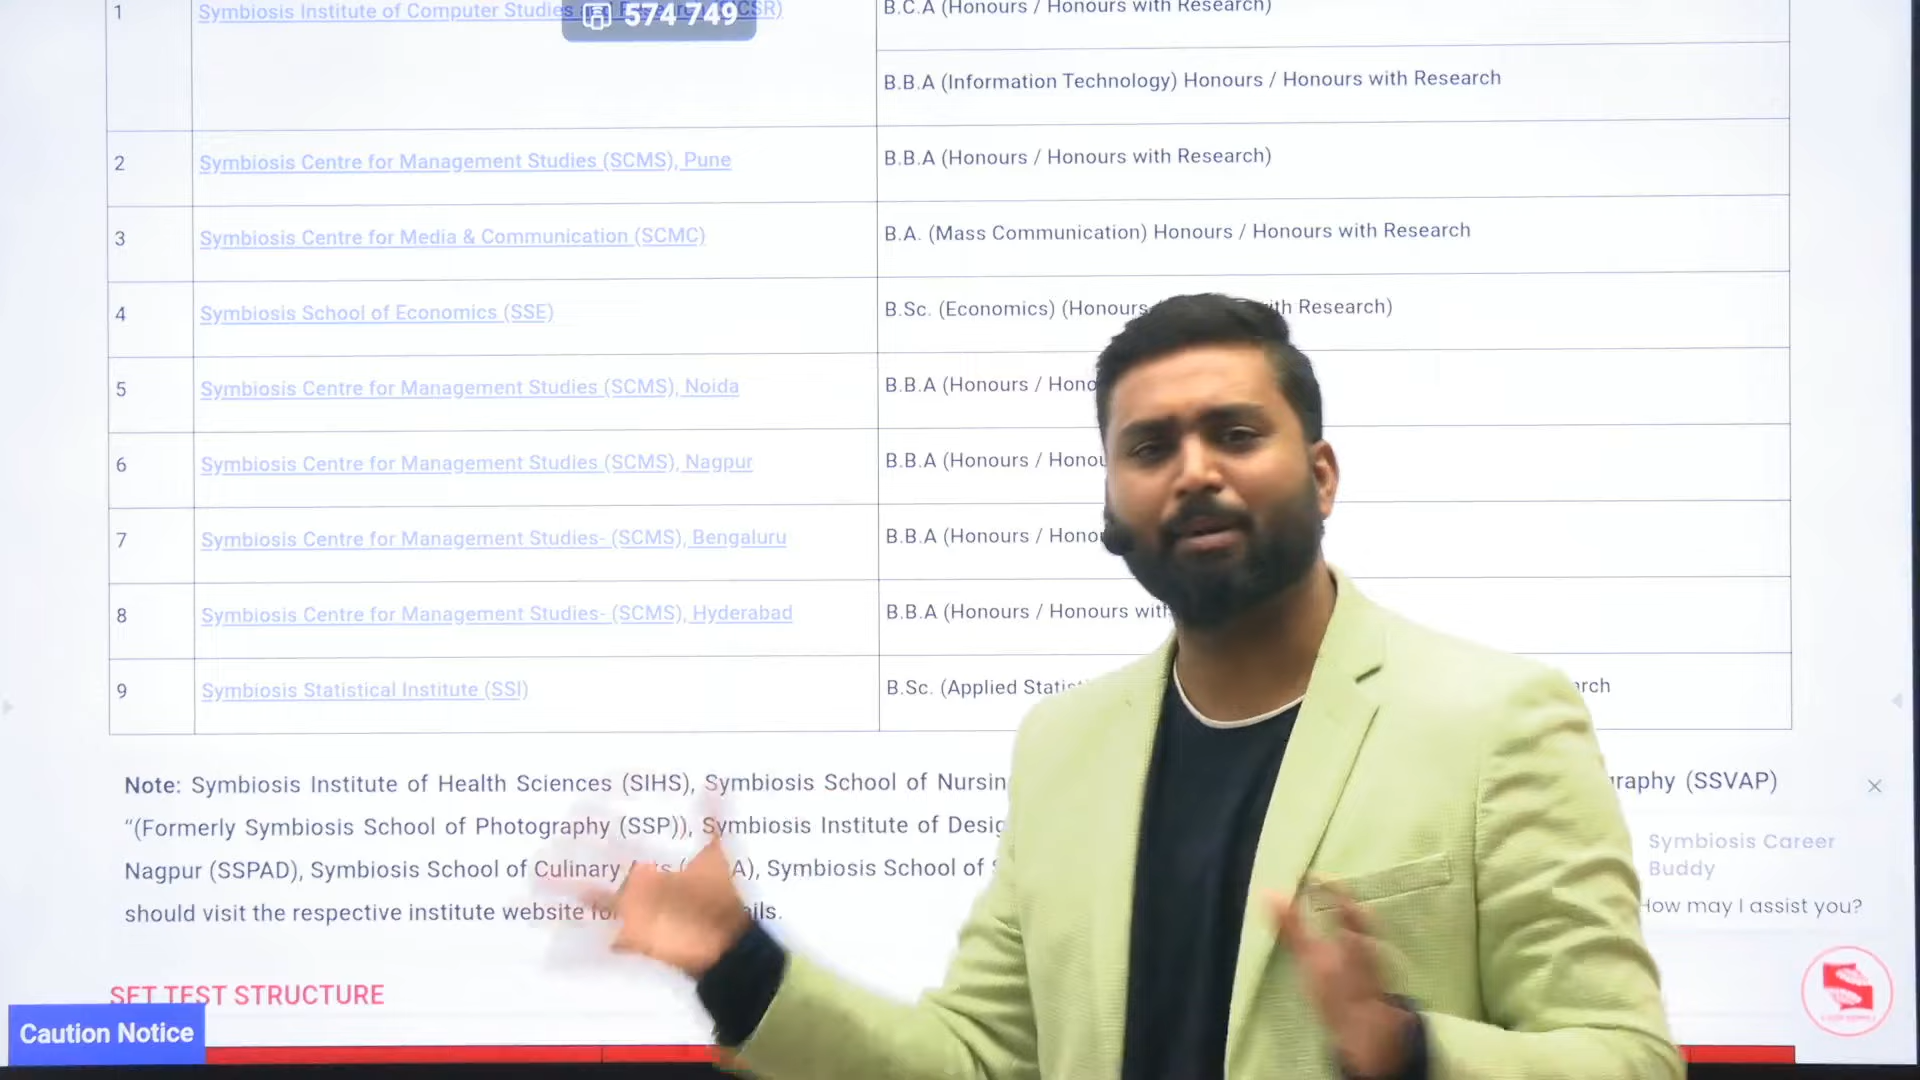 1
Symbiosis Institute of Computer Studies
SR)
B.C.A (Honours / Honours with Research)
574 749
B.B.A (Information Technology) Honours / Honours with Research
2
Symbiosis Centre for Management Studies (SCMS), Pune
B.B.A (Honours / Honours with Research)
3
Symbiosis Centre for Media & Communication (SCMC)
B.A. (Mass Communication) Honours / Honours with Research
4
Symbiosis School of Economics (SSE)
B.Sc. (Economics) (Honours
th Research)
5
Symbiosis Centre for Management Studies (SCMS), Noida
B.B.A (Honours / Hono
6
Symbiosis Centre for Management Studies (SCMS), Nagpur
B.B.A (Honours / Honou
7
Symbiosis Centre for Management Studies- (SCMS), Bengaluru
B.B.A (Honours / Honou
8
Symbiosis Centre for Management Studies- (SCMS), Hyderabad
B.B.A (Honours / Honours with
9
Symbiosis Statistical Institute (SSI)
B.Sc. (Applied Statis
rch
Note: Symbiosis Institute of Health Sciences (SIHS), Symbiosis School of Nursin
raphy (SSVAP)
“(Formerly Symbiosis School of Photography (SSP)), Symbiosis Institute of Desig
Nagpur (SSPAD), Symbiosis School of Culinary
A), Symbiosis School of
should visit the respective institute website fo
ils.
Symbiosis Career
Buddy
How may I assist you?
SET TEST STRUCTURE
Caution Notice